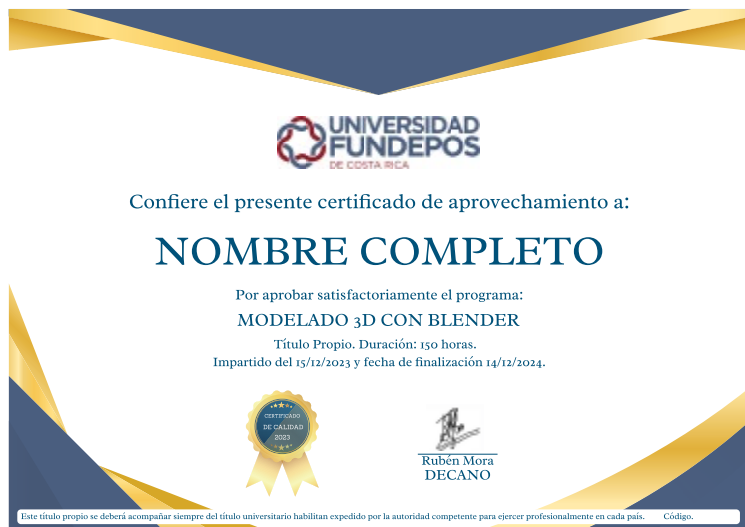 UNIVERSIDAD
FUNDEPOS
DE COSTA RICA
Confiere el presente certificado de aprovechamiento a:
NOMBRE COMPLETO
Por aprobar satisfactoriamente el programa:
MODELADO 3D CON BLENDER
Título Propio. Duración: 150 horas.
Impartido del 15/12/2023 y fecha de finalización 14/12/2024.
CERTIFICADO
DE CALIDAD
2023
Rubén Mora
DECANO
Este título propio se deberá acompañar siempre del título universitario habilitan expedido por la autoridad competente para ejercer profesionalmente en cada país. Código.